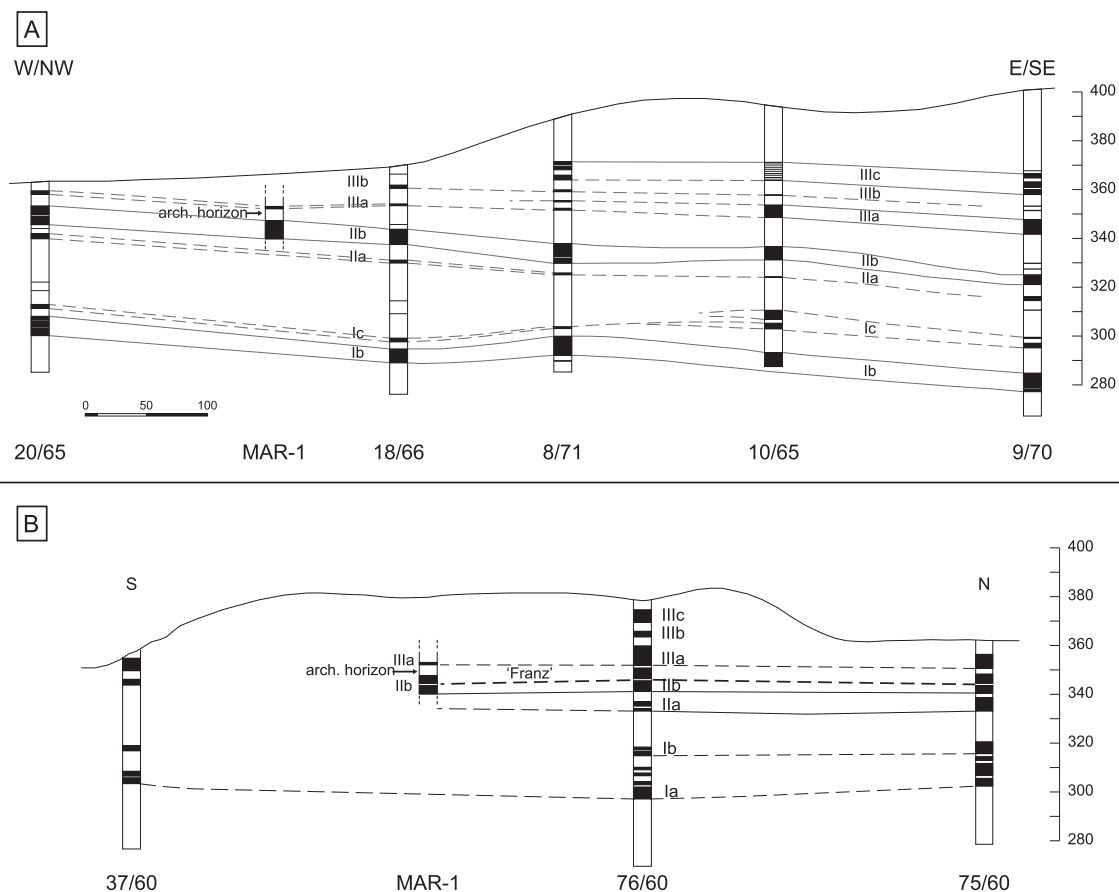 A
W/NW
E/SE
400
380
360
340
320
300
280
IIIb
IIIa
arch. horizon
IIb
IIa
Ic
Ib
IIIc
IIIb
IIIa
IIb
IIa
Ic
Ib
0 50 100
20/65 MAR-1 18/66 8/71 10/65 9/70
B
S
N
400
380
360
340
320
300
280
IIIc
IIIb
IIIa
IIIa
arch. horizon
'Franz'
IIb
IIb
IIa
Ib
Ia
37/60 MAR-1 76/60 75/60